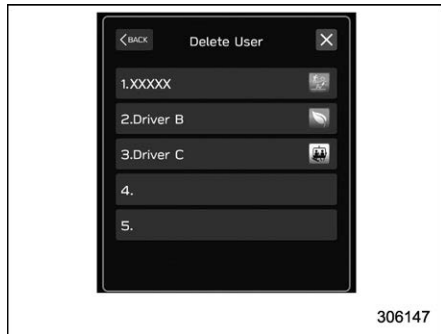 BACK Delete User
1.XXXXX
2.Driver B
3.Driver C
4.
5.
306147